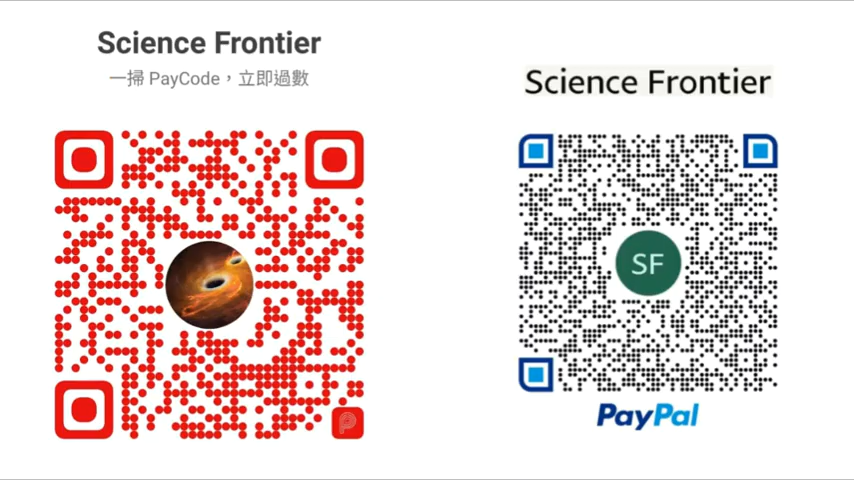 Science Frontier
一掃 PayCode，立即過數
Science Frontier
SF
PayPal